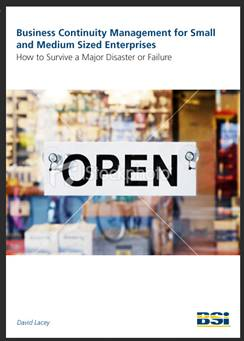 Business Continuity Management for Small
and Medium Sized Enterprises
How to Survive a Major Disaster or Failure
OPEN
David Lacey
BSi